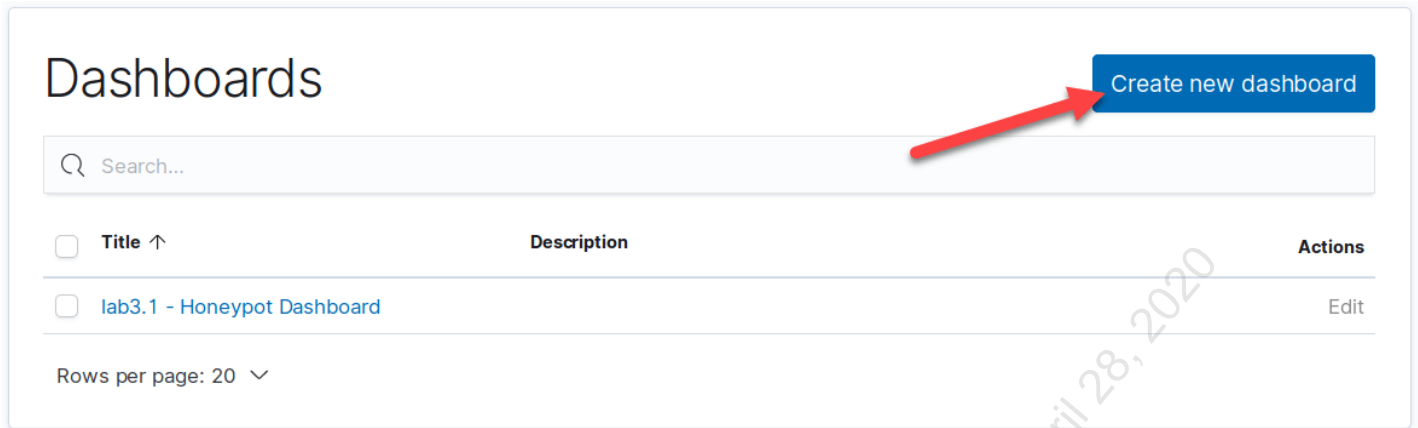 Dashboards
Create new dashboard
Search...
Title Description Actions
lab3.1 - Honeypot Dashboard Edit
Rows per page: 20
28, 2020